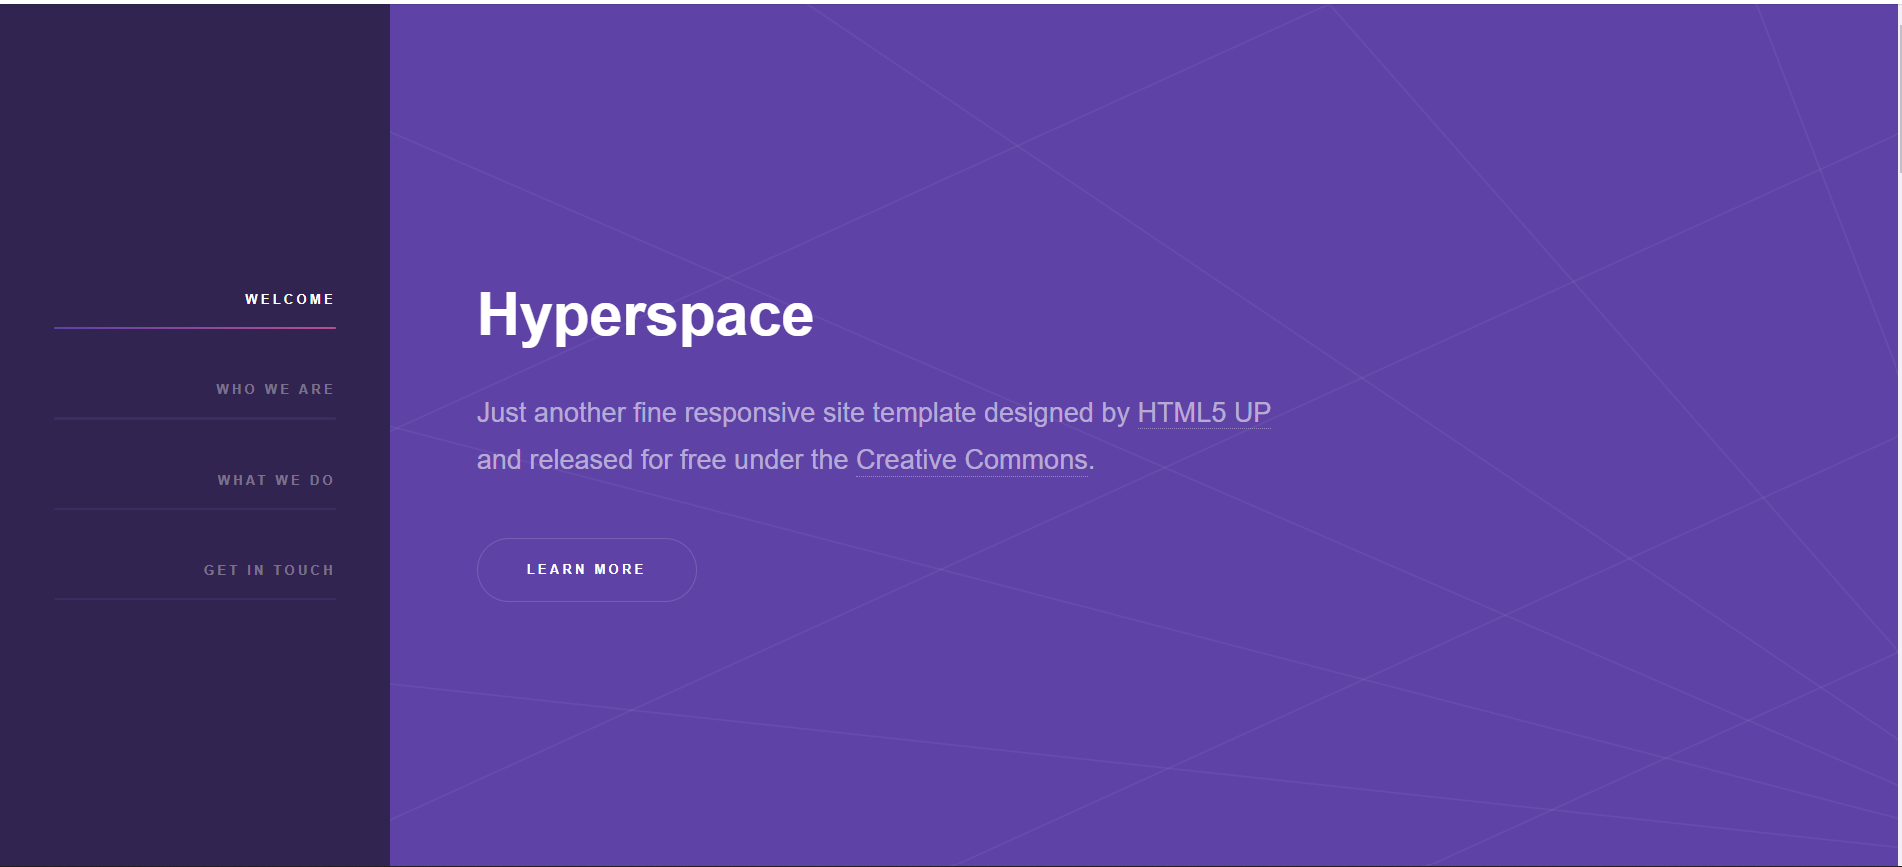 WELCOME
WHO WE ARE
WHAT WE DO
GET IN TOUCH
Hyperspace
Just another fine responsive site template designed by HTML5 UP
and released for free under the Creative Commons.
LEARN MORE